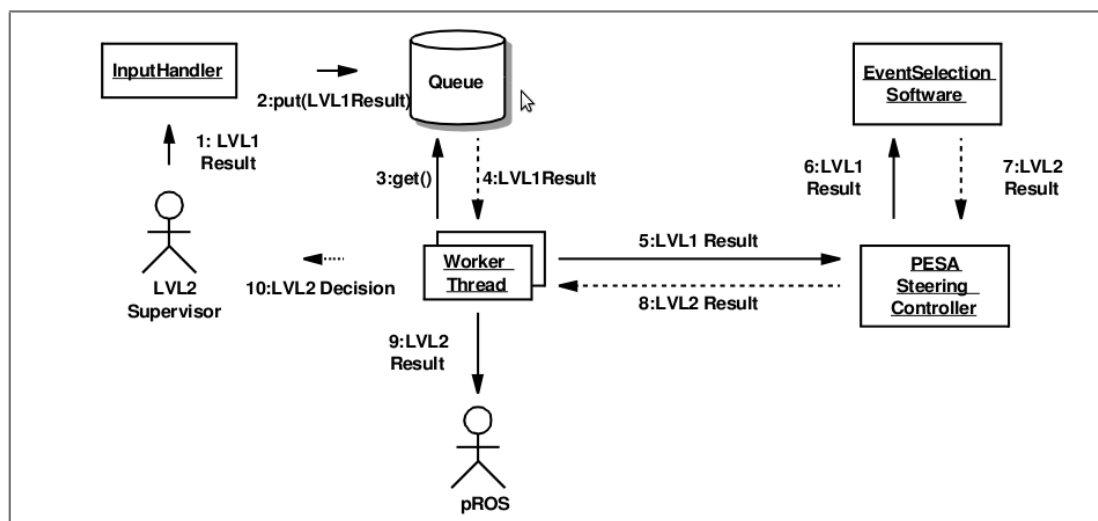 InputHandler
Queue
EventSelection
Software
2:put(LVL1Result)
1: LVL1
Result
3:get()
4:LVL1Result
6:LVL1
Result
7:LVL2
Result
5:LVL1 Result
Worker
Thread
PESA
Steering
Controller
LVL2
Supervisor
10:LVL2 Decision
8:LVL2 Result
9:LVL2
Result
pROS